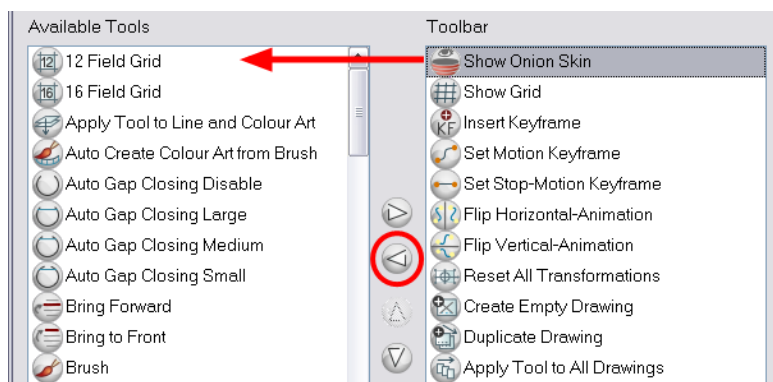 Available Tools
12 Field Grid
16 Field Grid
Apply Tool to Line and Colour Art
Auto Create Colour Art from Brush
Auto Gap Closing Disable
Auto Gap Closing Large
Auto Gap Closing Medium
Auto Gap Closing Small
Bring Forward
Bring to Front
Brush
Toolbar
Show Onion Skin
Show Grid
KF Insert Keyframe
Set Motion Keyframe
Set Stop-Motion Keyframe
Flip Horizontal-Animation
Flip Vertical-Animation
Reset All Transformations
Create Empty Drawing
Duplicate Drawing
Apply Tool to All Drawings